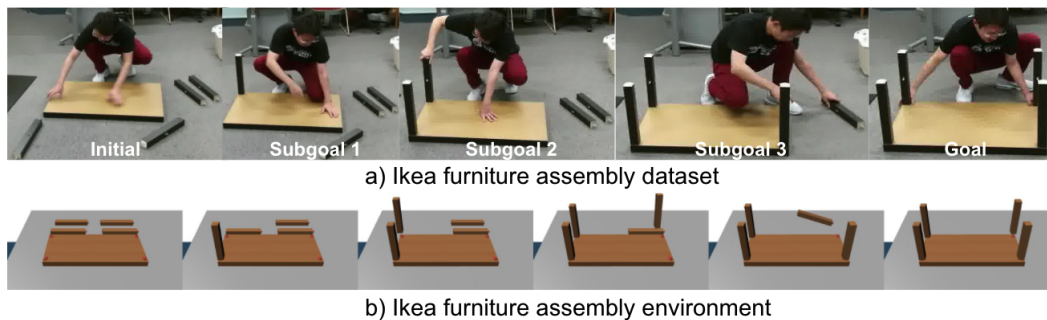 Initial Subgoal 1 Subgoal 2 Subgoal 3 Goal
a) Ikea furniture assembly dataset
b) Ikea furniture assembly environment